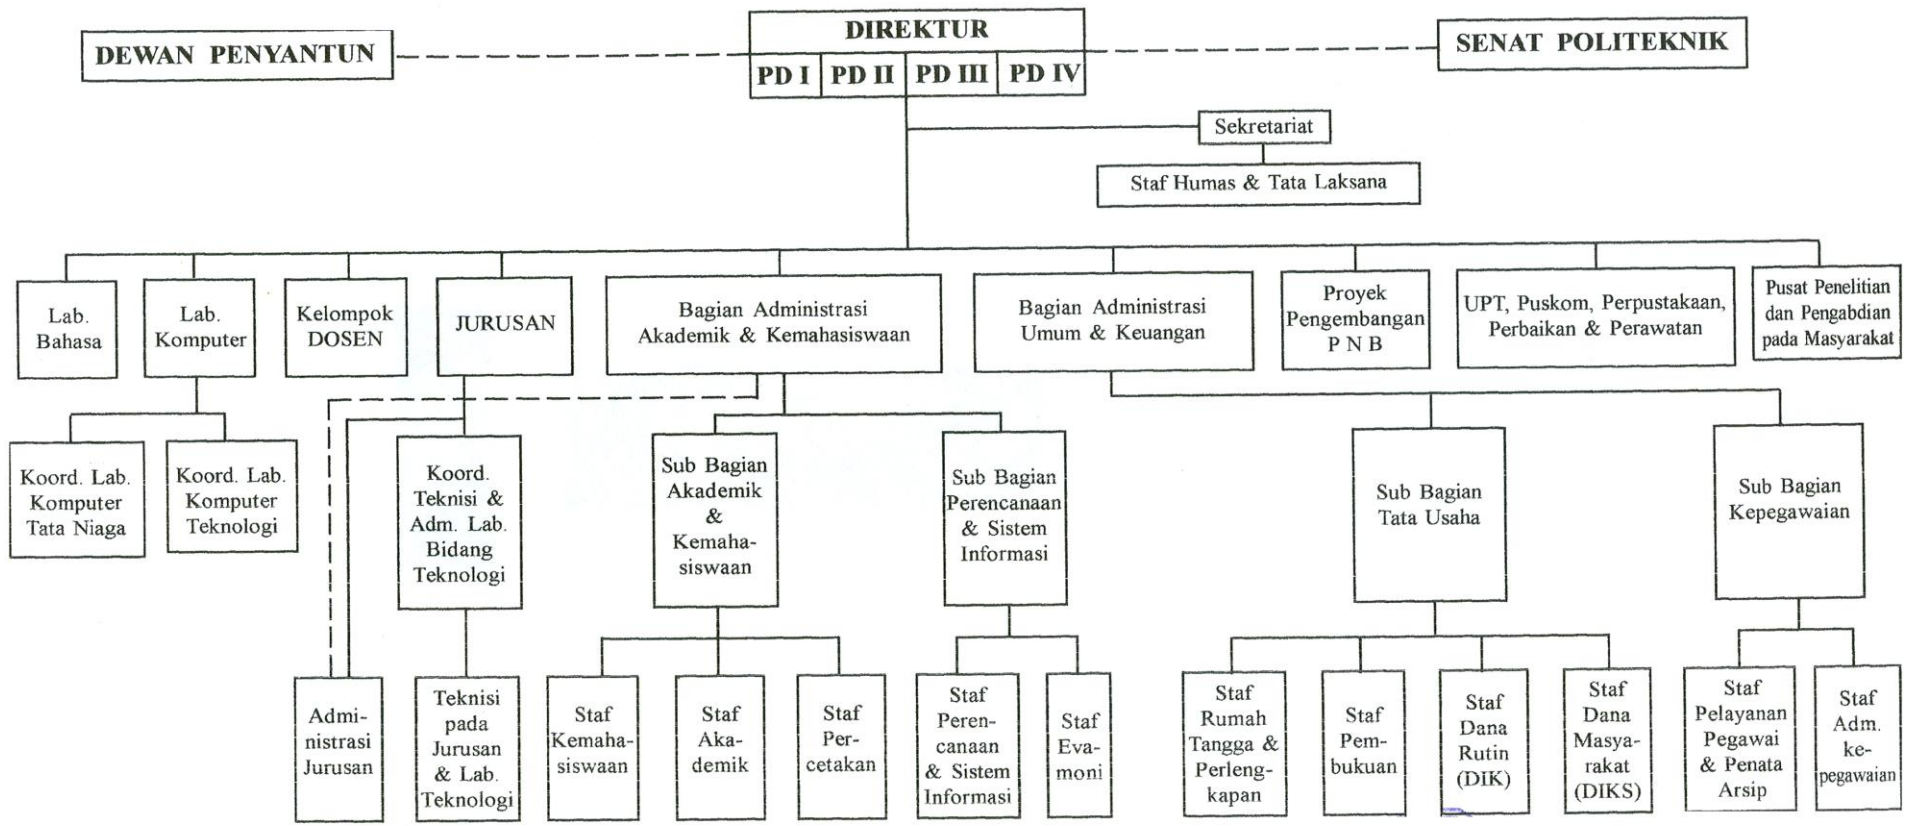 DEWAN PENYANTUN
DIREKTUR
PD I PD II PD III PD IV
SENAT POLITEKNIK
Sekretariat
Staf Humas & Tata Laksana
Lab.
Bahasa
Lab.
Komputer
Kelompok
DOSEN
JURUSAN
Bagian Administrasi
Akademik & Kemahasiswaan
Bagian Administrasi
Umum & Keuangan
Proyek
Pengembangan
P N B
UPT, Puskom, Perpustakaan,
Perbaikan & Perawatan
Pusat Penelitian
dan Pengabdian
pada Masyarakat
Koord. Lab.
Komputer
Tata Niaga
Koord. Lab.
Komputer
Teknologi
Koord.
Teknisi &
Adm. Lab.
Bidang
Teknologi
Sub Bagian
Akademik
&
Kemaha-
siswaan
Sub Bagian
Perencanaan
& Sistem
Informasi
Sub Bagian
Tata Usaha
Sub Bagian
Kepegawaian
Admi-
nistrasi
Jurusan
Teknisi
pada
Jurusan
& Lab.
Teknologi
Staf
Kemaha-
siswaan
Staf
Aka-
demik
Staf
Per-
cetakan
Staf
Peren-
canaan
& Sistem
Informasi
Staf
Eva-
moni
Staf
Rumah
Tangga &
Perleng-
kapan
Staf
Pem-
bukuan
Staf
Dana
Rutin
(DIK)
Staf
Dana
Masya-
rakat
(DIKS)
Staf
Pelayanan
Pegawai
& Penata
Arsip
Staf
Adm.
ke-
pegawaian